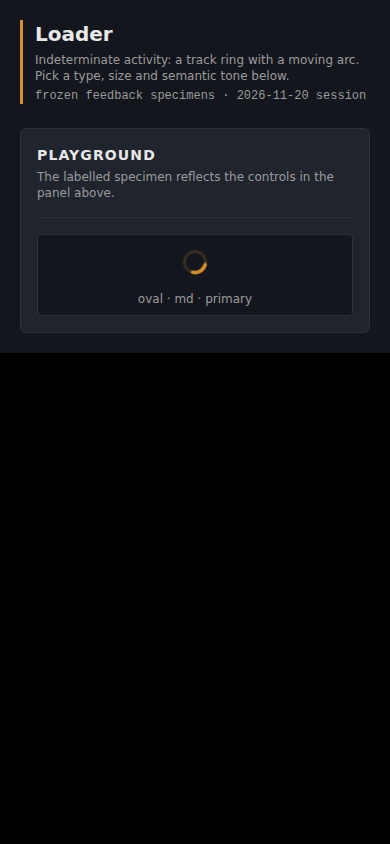 Loader
Indeterminate activity: a track ring with a moving arc.
Pick a type, size and semantic tone below.
frozen feedback specimens · 2026-11-20 session
PLAYGROUND
The labelled specimen reflects the controls in the
panel above.
oval · md · primary